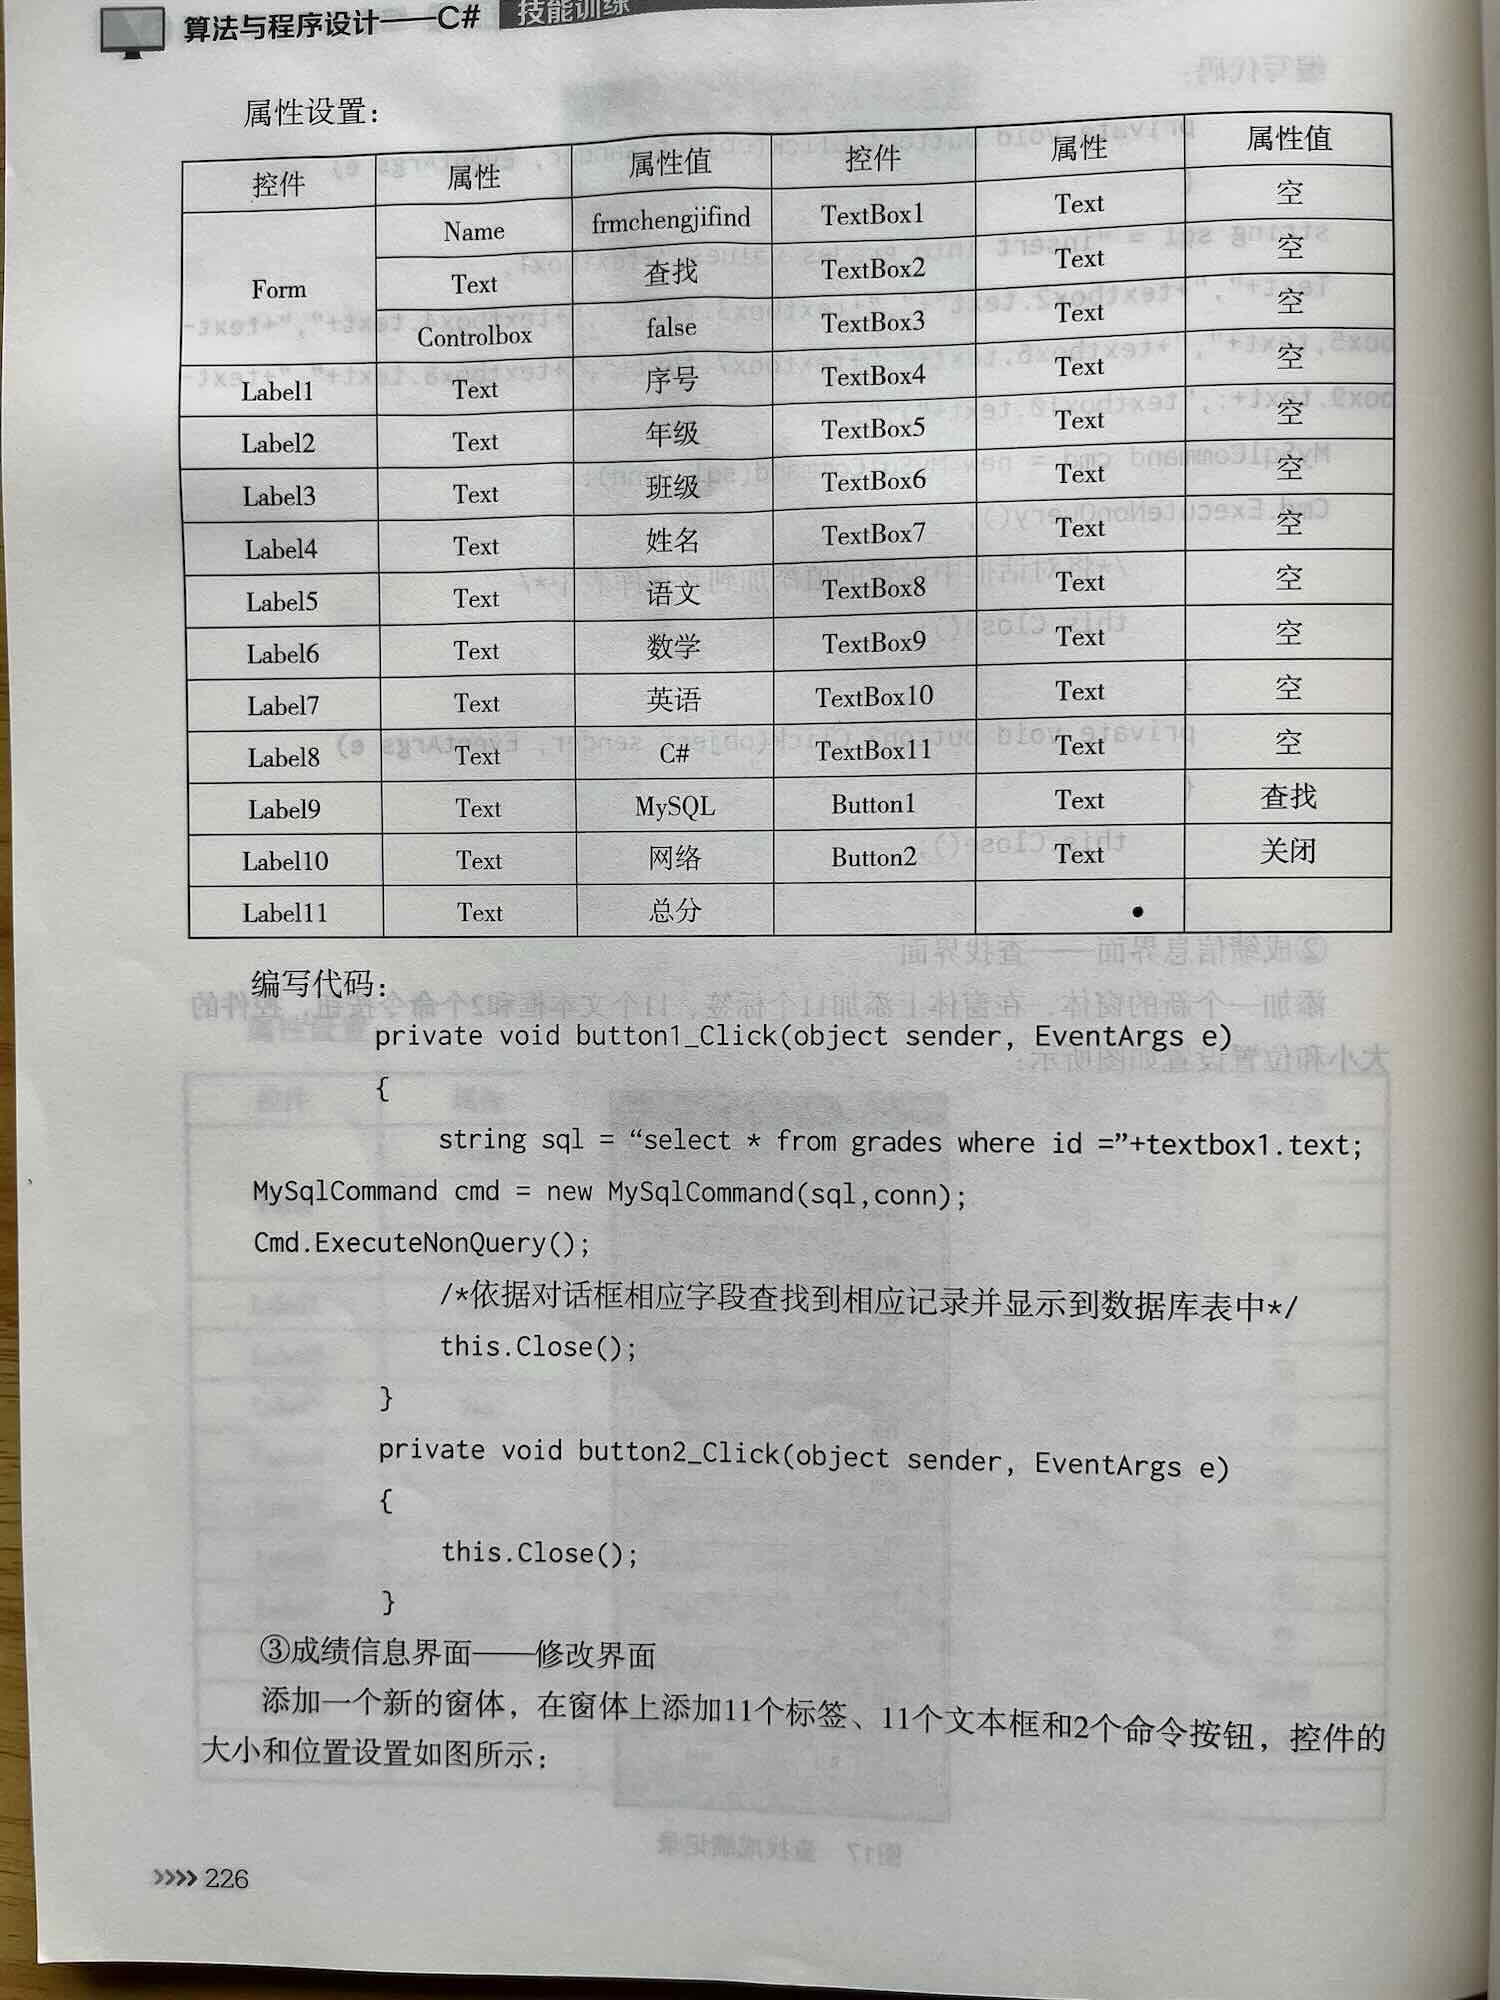 算法与程序设计——C# 技能训练
属性设置：
控件 属性 属性值 控件 属性 属性值
Form Name frmchengjifind TextBox1 Text 空
Text 查找 TextBox2 Text 空
Controlbox false TextBox3 Text 空
Label1 Text 序号 TextBox4 Text 空
Label2 Text 年级 TextBox5 Text 空
Label3 Text 班级 TextBox6 Text 空
Label4 Text 姓名 TextBox7 Text 空
Label5 Text 语文 TextBox8 Text 空
Label6 Text 数学 TextBox9 Text 空
Label7 Text 英语 TextBox10 Text 空
Label8 Text C# TextBox11 Text 空
Label9 Text MySQL Button1 Text 查找
Label10 Text 网络 Button2 Text 关闭
Label11 Text 总分
编写代码：
private void button1_Click(object sender, EventArgs e)
{
string sql = “select * from grades where id =”+textbox1.text;
MySqlCommand cmd = new MySqlCommand(sql,conn);
Cmd.ExecuteNonQuery();
/*依据对话框相应字段查找到相应记录并显示到数据库表中*/
this.Close();
}
private void button2_Click(object sender, EventArgs e)
{
this.Close();
}
③成绩信息界面——修改界面
添加一个新的窗体，在窗体上添加11个标签、11个文本框和2个命令按钮，控件的
大小和位置设置如图所示：
226